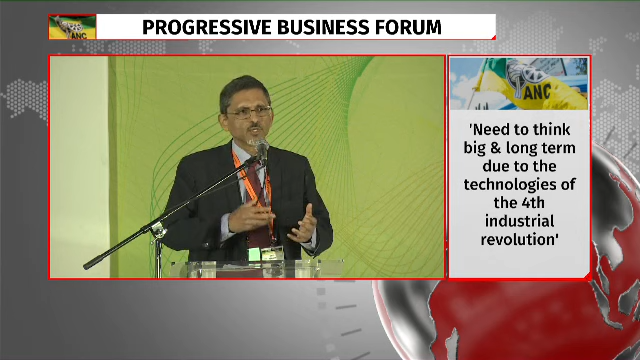 ANC
PROGRESSIVE BUSINESS FORUM
ANC
'Need to think
big & long term
due to the
technologies of
the 4th
industrial
revolution'